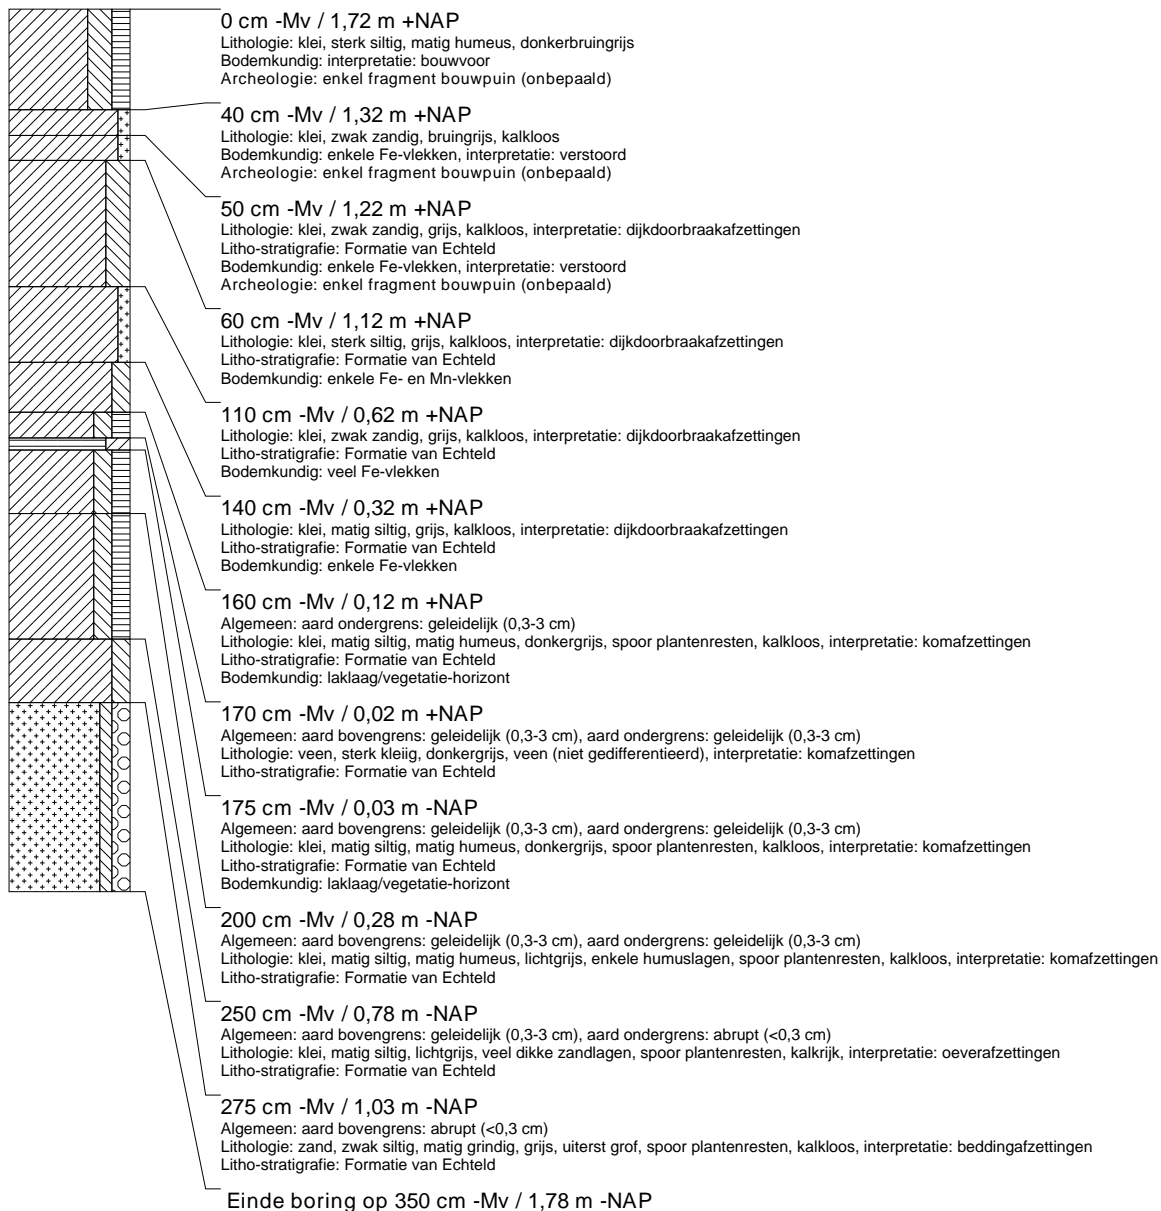 0 cm -Mv / 1,72 m +NAP
Lithologie: klei, sterk siltig, matig humeus, donkerbruingrijs
Bodemkundig: interpretatie: bouwvoor
Archeologie: enkel fragment bouwpuin (onbepaald)
40 cm -Mv / 1,32 m +NAP
Lithologie: klei, zwak zandig, bruingrijs, kalkloos
Bodemkundig: enkele Fe-vlekken, interpretatie: verstoord
Archeologie: enkel fragment bouwpuin (onbepaald)
50 cm -Mv / 1,22 m +NAP
Lithologie: klei, zwak zandig, grijs, kalkloos, interpretatie: dijkdoorbraakafzettingen
Litho-stratigrafie: Formatie van Echteld
Bodemkundig: enkele Fe-vlekken, interpretatie: verstoord
Archeologie: enkel fragment bouwpuin (onbepaald)
60 cm -Mv / 1,12 m +NAP
Lithologie: klei, sterk siltig, grijs, kalkloos, interpretatie: dijkdoorbraakafzettingen
Litho-stratigrafie: Formatie van Echteld
Bodemkundig: enkele Fe- en Mn-vlekken
110 cm -Mv / 0,62 m +NAP
Lithologie: klei, zwak zandig, grijs, kalkloos, interpretatie: dijkdoorbraakafzettingen
Litho-stratigrafie: Formatie van Echteld
Bodemkundig: veel Fe-vlekken
140 cm -Mv / 0,32 m +NAP
Lithologie: klei, matig siltig, grijs, kalkloos, interpretatie: dijkdoorbraakafzettingen
Litho-stratigrafie: Formatie van Echteld
Bodemkundig: enkele Fe-vlekken
160 cm -Mv / 0,12 m +NAP
Algemeen: aard ondergrens: geleidelijk (0,3-3 cm)
Lithologie: klei, matig siltig, matig humeus, donkergrijs, spoor plantenresten, kalkloos, interpretatie: komafzettingen
Litho-stratigrafie: Formatie van Echteld
Bodemkundig: laklaag/vegetatie-horizont
170 cm -Mv / 0,02 m +NAP
Algemeen: aard bovengrens: geleidelijk (0,3-3 cm), aard ondergrens: geleidelijk (0,3-3 cm)
Lithologie: veen, sterk kleiig, donkergrijs, veen (niet gedifferentieerd), interpretatie: komafzettingen
Litho-stratigrafie: Formatie van Echteld
175 cm -Mv / 0,03 m -NAP
Algemeen: aard bovengrens: geleidelijk (0,3-3 cm), aard ondergrens: geleidelijk (0,3-3 cm)
Lithologie: klei, matig siltig, matig humeus, donkergrijs, spoor plantenresten, kalkloos, interpretatie: komafzettingen
Litho-stratigrafie: Formatie van Echteld
Bodemkundig: laklaag/vegetatie-horizont
200 cm -Mv / 0,28 m -NAP
Algemeen: aard bovengrens: geleidelijk (0,3-3 cm), aard ondergrens: geleidelijk (0,3-3 cm)
Lithologie: klei, matig siltig, matig humeus, lichtgrijs, enkele humuslagen, spoor plantenresten, kalkloos, interpretatie: komafzettingen
Litho-stratigrafie: Formatie van Echteld
250 cm -Mv / 0,78 m -NAP
Algemeen: aard bovengrens: geleidelijk (0,3-3 cm), aard ondergrens: abrupt (<0,3 cm)
Lithologie: klei, matig siltig, lichtgrijs, veel dikke zandlagen, spoor plantenresten, kalkrijk, interpretatie: oeverafzettingen
Litho-stratigrafie: Formatie van Echteld
275 cm -Mv / 1,03 m -NAP
Algemeen: aard bovengrens: abrupt (<0,3 cm)
Lithologie: zand, zwak siltig, matig grindig, grijs, uiterst grof, spoor plantenresten, kalkloos, interpretatie: beddingafzettingen
Litho-stratigrafie: Formatie van Echteld
Einde boring op 350 cm -Mv / 1,78 m -NAP